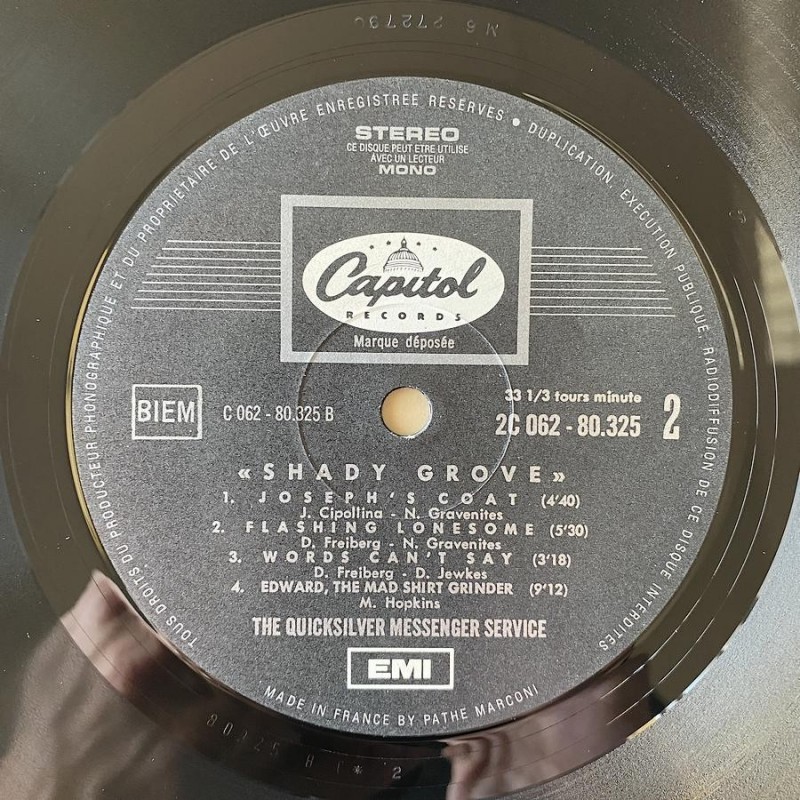 M6 272790
TOUS DROITS DU PRODUCTEUR PHONOGRAPHIQUE ET DU PROPRIETAIRE DE L'ŒUVRE ENREGISTREE RESERVES • DUPLICATION, EXECUTION PUBLIQUE, RADIODIFFUSION DE CE DISQUE INTERDITES
STEREO
CE DISQUE PEUT ETRE UTILISE
AVEC UN LECTEUR
MONO
Capitol
RECORDS
Marque déposée
BIEM
C 062 - 80.325 B
33 1/3 tours minute
2C 062 - 80.325
2
«SHADY GROVE»
1. JOSEPH'S COAT (4'40)
J. Cipollina - N. Gravenites
2. FLASHING LONESOME (5'30)
D. Freiberg - N. Gravenites
3. WORDS CAN'T SAY (3'18)
D. Freiberg - D. Jewkes
4. EDWARD, THE MAD SHIRT GRINDER (9'12)
M. Hopkins
THE QUICKSILVER MESSENGER SERVICE
EMI
MADE IN FRANCE BY PATHE MARCONI